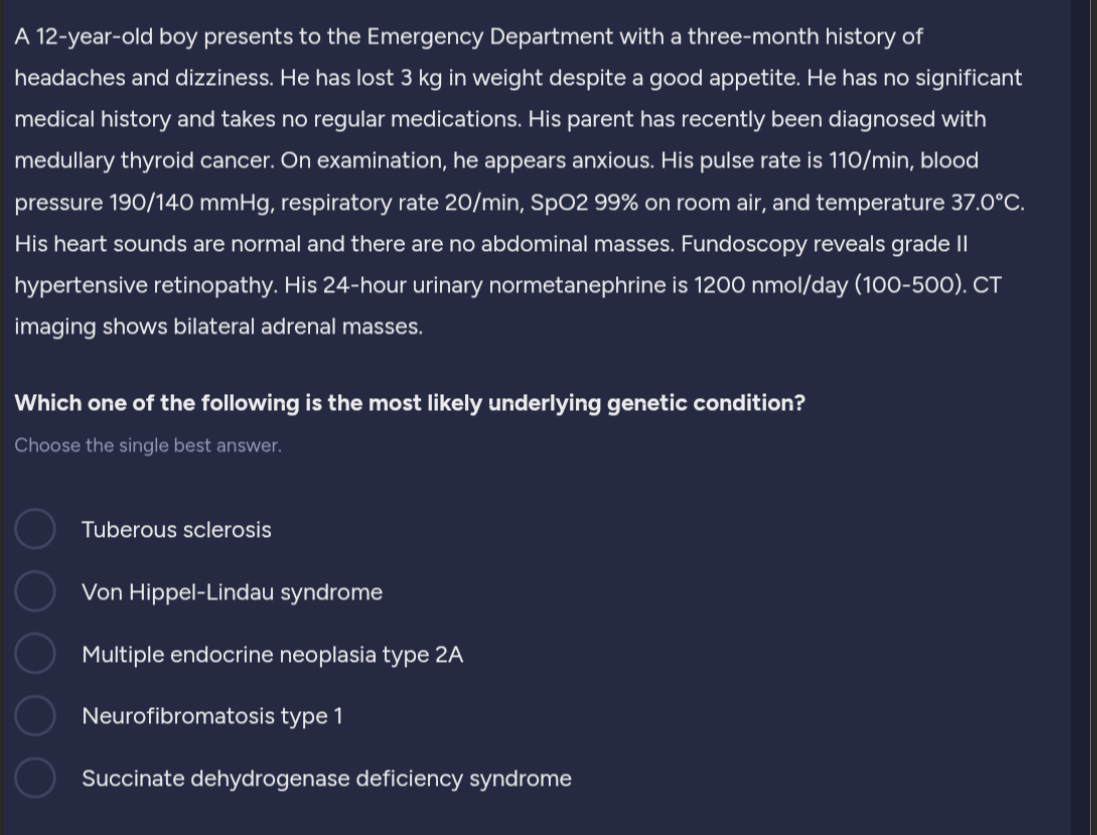 A 12-year-old boy presents to the Emergency Department with a three-month history of
headaches and dizziness. He has lost 3 kg in weight despite a good appetite. He has no significant
medical history and takes no regular medications. His parent has recently been diagnosed with
medullary thyroid cancer. On examination, he appears anxious. His pulse rate is 110/min, blood
pressure 190/140 mmHg, respiratory rate 20/min, SpO2 99% on room air, and temperature 37.0°C.
His heart sounds are normal and there are no abdominal masses. Fundoscopy reveals grade II
hypertensive retinopathy. His 24-hour urinary normetanephrine is 1200 nmol/day (100-500). CT
imaging shows bilateral adrenal masses.
Which one of the following is the most likely underlying genetic condition?
Choose the single best answer.
Tuberous sclerosis
Von Hippel-Lindau syndrome
Multiple endocrine neoplasia type 2A
Neurofibromatosis type 1
Succinate dehydrogenase deficiency syndrome